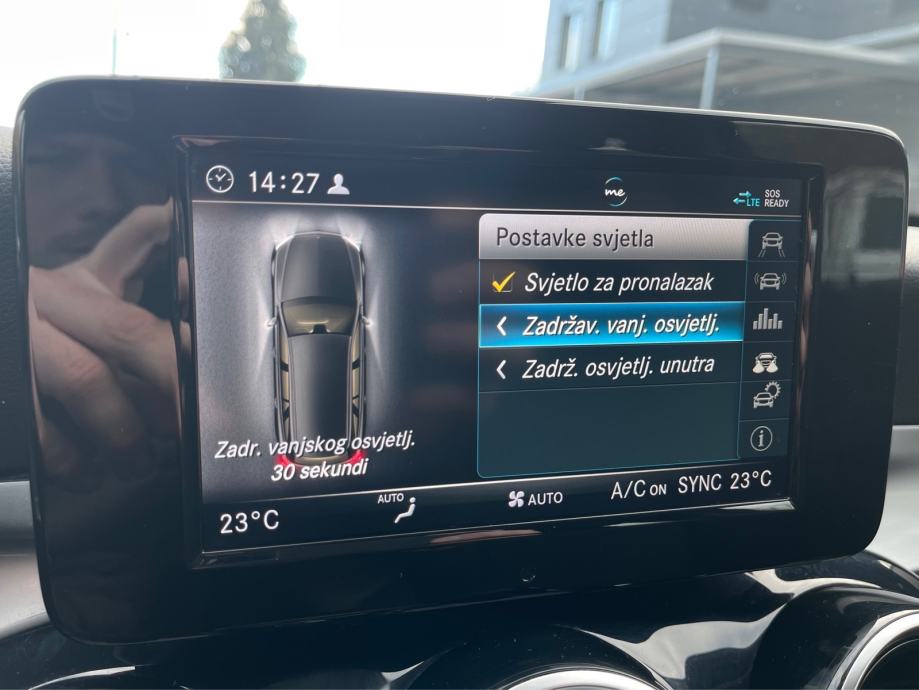 14:27
me
LTE
SOS
READY
Postavke svjetla
Svjetlo za pronalazak
Zadržav. vanj. osvjetlj.
Zadrž. osvjetlj. unutra
Zadr. vanjskog osvjetlj.
30 sekundi
23°C
AUTO
AUTO
A/C ON
SYNC
23°C